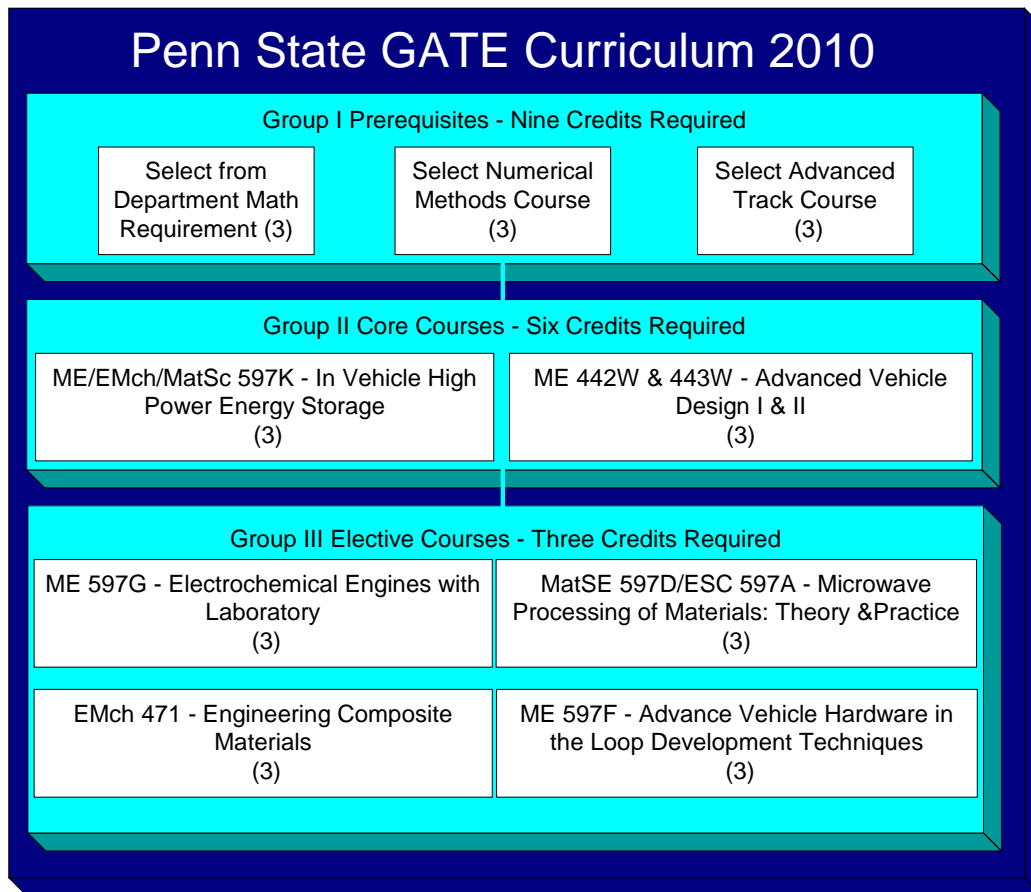 Penn State GATE Curriculum 2010
Group I Prerequisites - Nine Credits Required
Select from
Department Math
Requirement (3)
Select Numerical
Methods Course
(3)
Select Advanced
Track Course
(3)
Group II Core Courses - Six Credits Required
ME/EMch/MatSc 597K - In Vehicle High
Power Energy Storage
(3)
ME 442W & 443W - Advanced Vehicle
Design I & II
(3)
Group III Elective Courses - Three Credits Required
ME 597G - Electrochemical Engines with
Laboratory
(3)
MatSE 597D/ESC 597A - Microwave
Processing of Materials: Theory &Practice
(3)
EMch 471 - Engineering Composite
Materials
(3)
ME 597F - Advance Vehicle Hardware in
the Loop Development Techniques
(3)